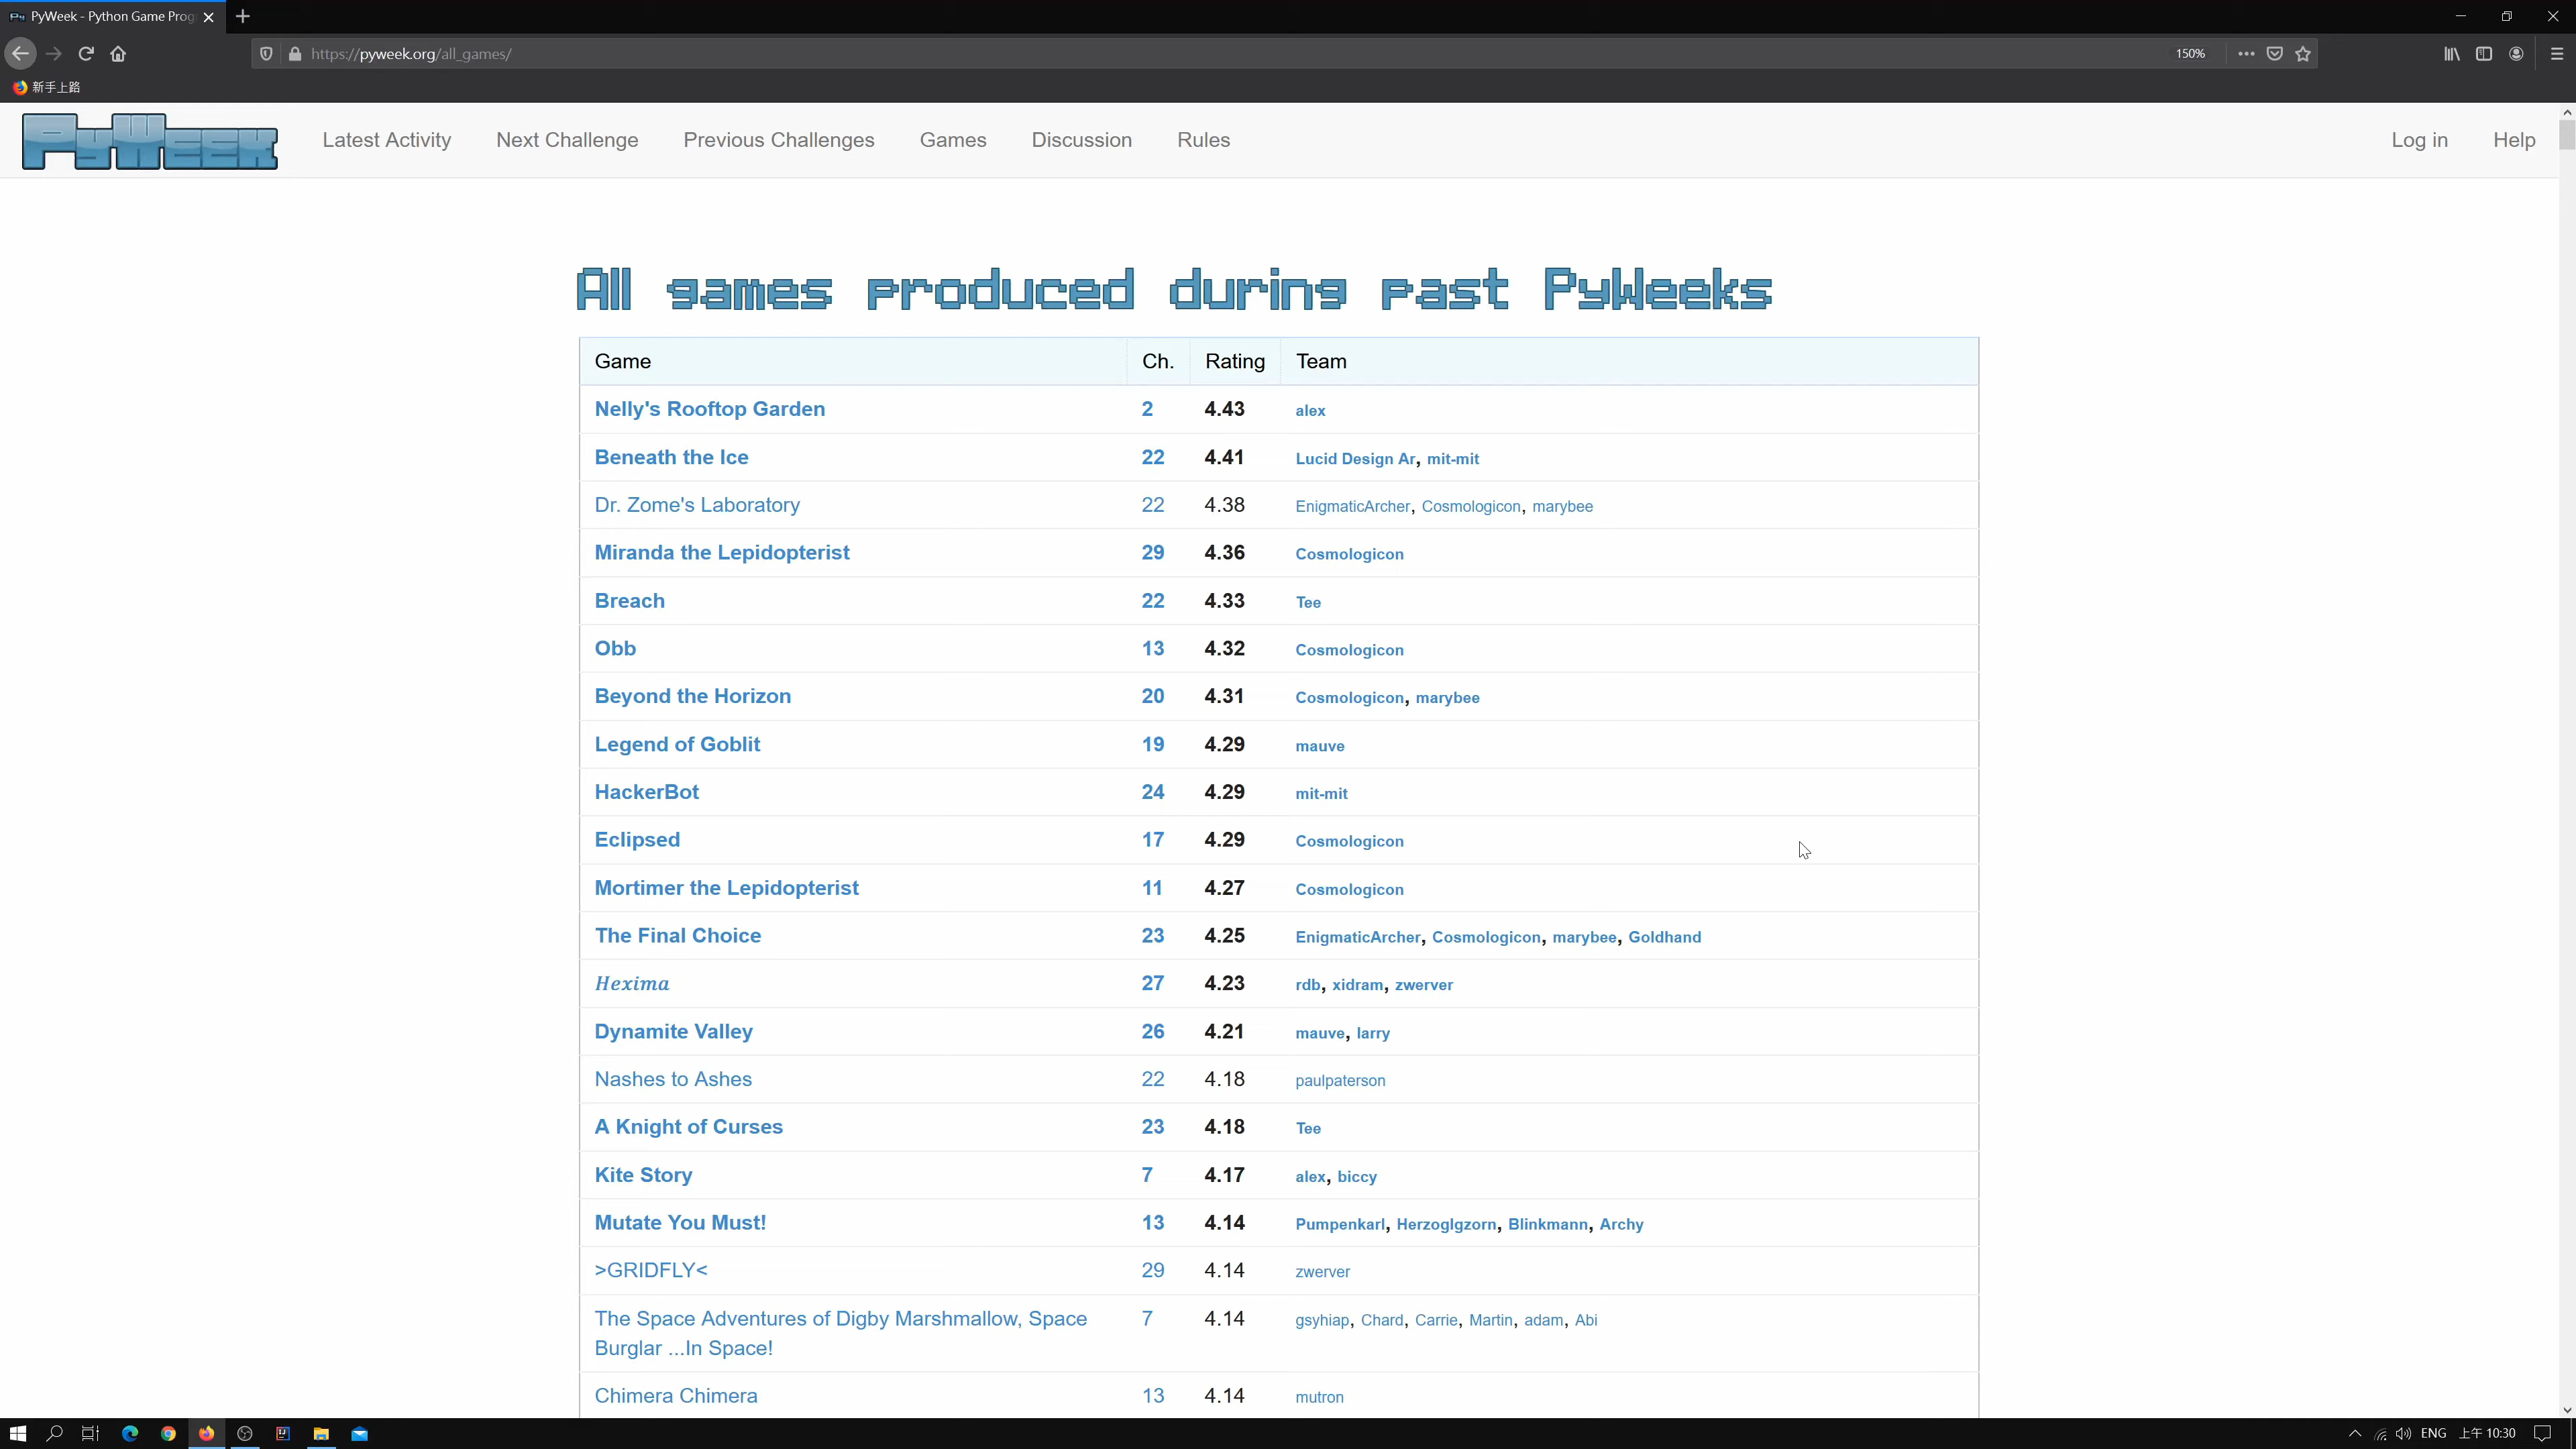 PyWeek - Python Game Prog
https://pyweek.org/all_games/
150%
新手上路
PyWeek
Latest Activity Next Challenge Previous Challenges Games Discussion Rules Log in Help
All games produced during past PyWeeks
Game Ch. Rating Team
Nelly's Rooftop Garden 2 4.43 alex
Beneath the Ice 22 4.41 Lucid Design Ar, mit-mit
Dr. Zome's Laboratory 22 4.38 EnigmaticArcher, Cosmologicon, marybee
Miranda the Lepidopterist 29 4.36 Cosmologicon
Breach 22 4.33 Tee
Obb 13 4.32 Cosmologicon
Beyond the Horizon 20 4.31 Cosmologicon, marybee
Legend of Goblit 19 4.29 mauve
HackerBot 24 4.29 mit-mit
Eclipsed 17 4.29 Cosmologicon
Mortimer the Lepidopterist 11 4.27 Cosmologicon
The Final Choice 23 4.25 EnigmaticArcher, Cosmologicon, marybee, Goldhand
Hexima 27 4.23 rdb, xidram, zwerver
Dynamite Valley 26 4.21 mauve, larry
Nashes to Ashes 22 4.18 paulpaterson
A Knight of Curses 23 4.18 Tee
Kite Story 7 4.17 alex, biccy
Mutate You Must! 13 4.14 Pumpenkarl, Herzoglgzorn, Blinkmann, Archy
>GRIDFLY< 29 4.14 zwerver
The Space Adventures of Digby Marshmallow, Space 7 4.14 gsyhiap, Chard, Carrie, Martin, adam, Abi
Burglar ...In Space!
Chimera Chimera 13 4.14 mutron
ENG 上午 10:30